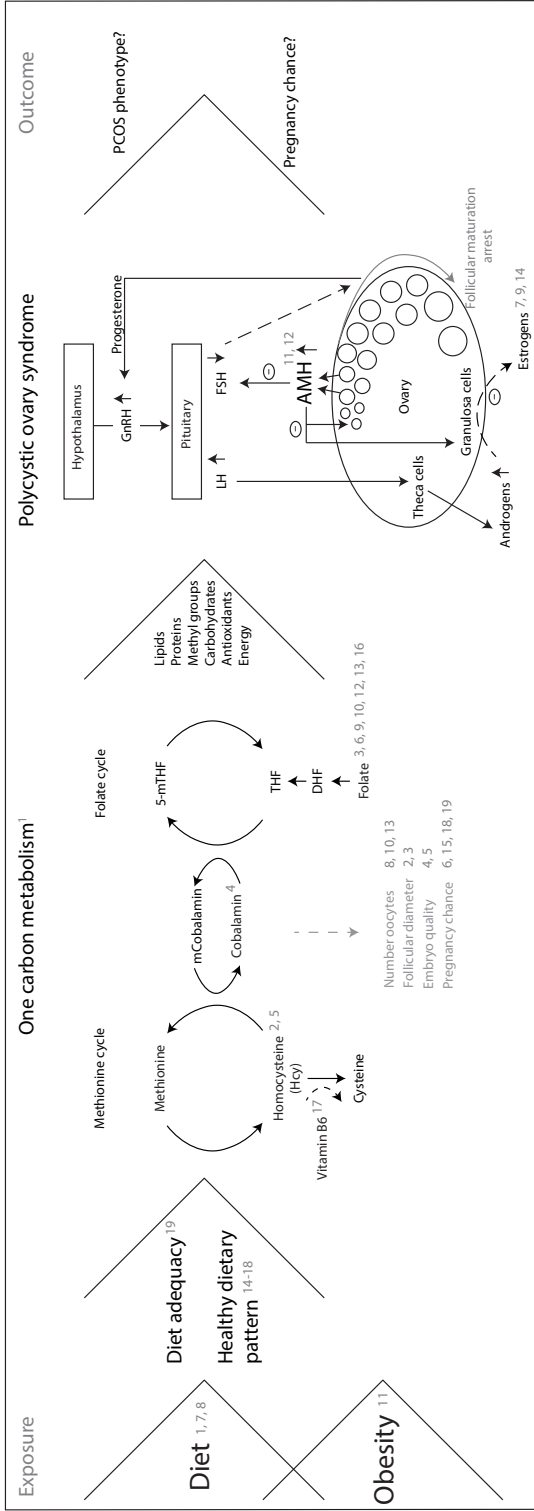 Exposure
Diet 1, 7, 8
Obesity 11
Diet adequacy19
Healthy dietary
pattern 14-18
One carbon metabolism1
Methionine cycle
Folate cycle
Methionine
Homocysteine 2, 5
(Hcy)
Vitamin B6 17
Cysteine
mCobalamin
Cobalamin 4
5-mTHF
THF
DHF
Folate 3, 6, 9, 10, 12, 13, 16
Number oocytes 8, 10, 13
Follicular diameter 2, 3
Embryo quality 4, 5
Pregnancy chance 6, 15, 18, 19
Lipids
Proteins
Methyl groups
Carbohydrates
Antioxidants
Energy
Polycystic ovary syndrome
Hypothalamus
GnRH
Progesterone
Pituitary
LH
FSH
AMH 11, 12
Ovary
Theca cells
Granulosa cells
Androgens
Estrogens 7, 9, 14
Follicular maturation
arrest
Outcome
PCOS phenotype?
Pregnancy chance?